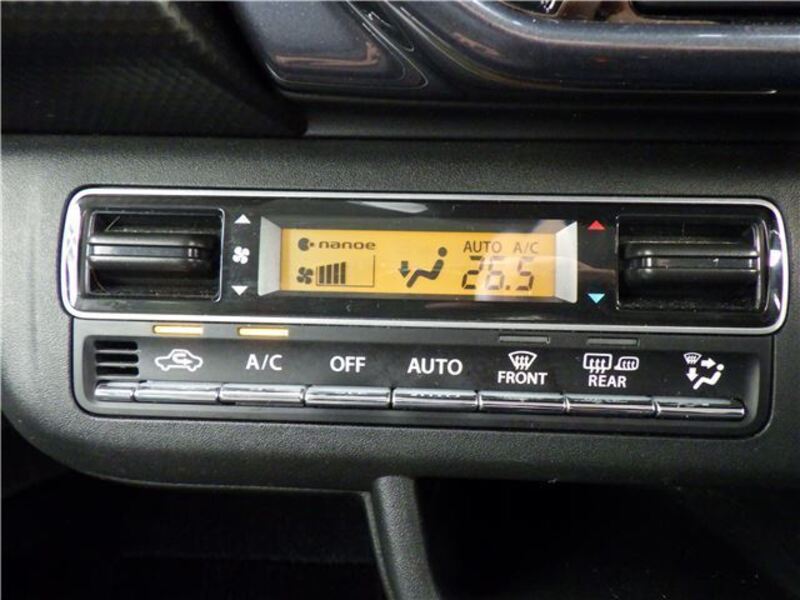 nanoe
AUTO A/C
26.5
A/C OFF AUTO FRONT REAR